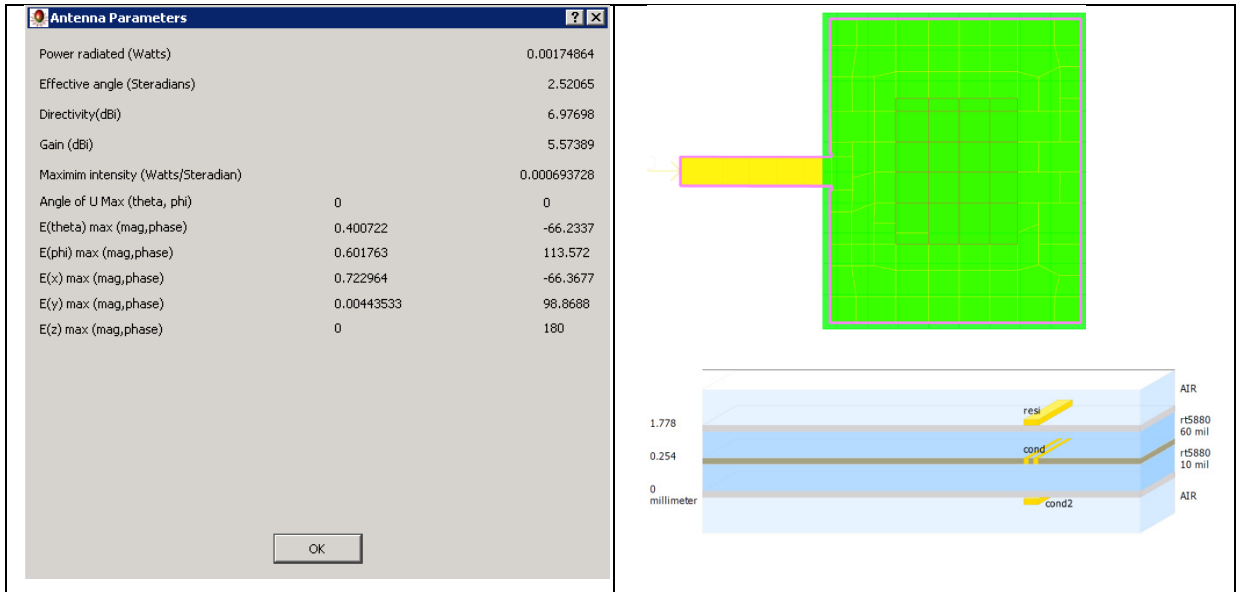 Antenna Parameters
Power radiated (Watts) 0.00174864
Effective angle (Steradians) 2.52065
Directivity(dBi) 6.97698
Gain (dBi) 5.57389
Maximim intensity (Watts/Steradian) 0.000693728
Angle of U Max (theta, phi) 0 0
E(theta) max (mag,phase) 0.400722 -66.2337
E(phi) max (mag,phase) 0.601763 113.572
E(x) max (mag,phase) 0.722964 -66.3677
E(y) max (mag,phase) 0.00443533 98.8688
E(z) max (mag,phase) 0 180
OK
AIR
resi
1.778
rt5880
60 mil
cond
0.254
rt5880
10 mil
0
millimeter
AIR
cond2